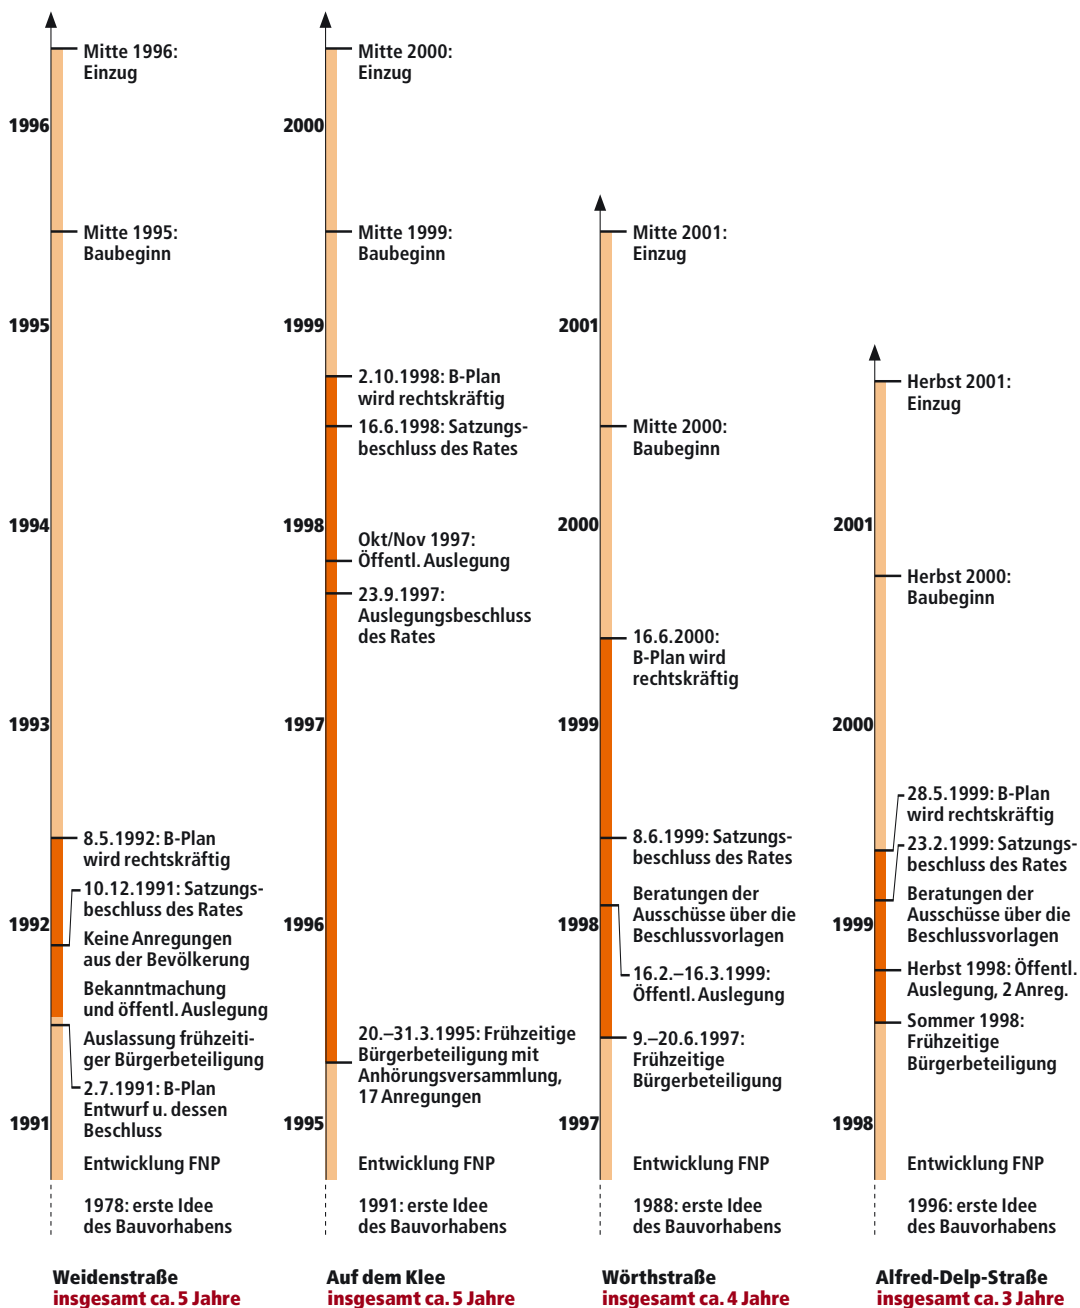 Mitte 1996:
Einzug
1996
Mitte 1995:
Baubeginn
1995
1994
1993
8.5.1992: B-Plan
wird rechtskräftig
10.12.1991: Satzungs-
beschluss des Rates
1992
Keine Anregungen
aus der Bevölkerung
Bekanntmachung
und öffentl. Auslegung
Auslassung frühzeiti-
ger Bürgerbeteiligung
2.7.1991: B-Plan
Entwurf u. dessen
Beschluss
1991
Entwicklung FNP
1978: erste Idee
des Bauvorhabens
Weidenstraße
insgesamt ca. 5 Jahre
Mitte 2000:
Einzug
2000
Mitte 1999:
Baubeginn
1999
2.10.1998: B-Plan
wird rechtskräftig
16.6.1998: Satzungs-
beschluss des Rates
1998
Okt/Nov 1997:
Öffentl. Auslegung
23.9.1997:
Auslegungsbeschluss
des Rates
1997
1996
20.–31.3.1995: Frühzeitige
Bürgerbeteiligung mit
Anhörungsversammlung,
17 Anregungen
1995
Entwicklung FNP
1991: erste Idee
des Bauvorhabens
Auf dem Klee
insgesamt ca. 5 Jahre
Mitte 2001:
Einzug
2001
Mitte 2000:
Baubeginn
2000
16.6.2000:
B-Plan wird
rechtskräftig
1999
8.6.1999: Satzungs-
beschluss des Rates
Beratungen der
Ausschüsse über die
Beschlussvorlagen
1998
16.2.–16.3.1999:
Öffentl. Auslegung
9.–20.6.1997:
Frühzeitige
Bürgerbeteiligung
1997
Entwicklung FNP
1988: erste Idee
des Bauvorhabens
Wörthstraße
insgesamt ca. 4 Jahre
Herbst 2001:
Einzug
2001
Herbst 2000:
Baubeginn
2000
28.5.1999: B-Plan
wird rechtskräftig
23.2.1999: Satzungs-
beschluss des Rates
Beratungen der
Ausschüsse über die
Beschlussvorlagen
1999
Herbst 1998: Öffentl.
Auslegung, 2 Anreg.
Sommer 1998:
Frühzeitige
Bürgerbeteiligung
1998
Entwicklung FNP
1996: erste Idee
des Bauvorhabens
Alfred-Delp-Straße
insgesamt ca. 3 Jahre